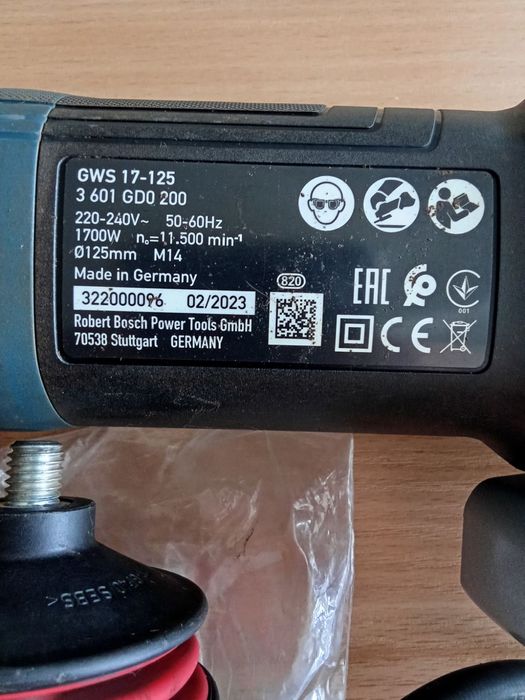 GWS 17-125
3 601 GD0 200
220-240V~ 50-60Hz
1700W n₀=11.500 min⁻¹
Ø125mm M14
Made in Germany
322000096 02/2023
Robert Bosch Power Tools GmbH
70538 Stuttgart GERMANY
820
EAC
001
CE